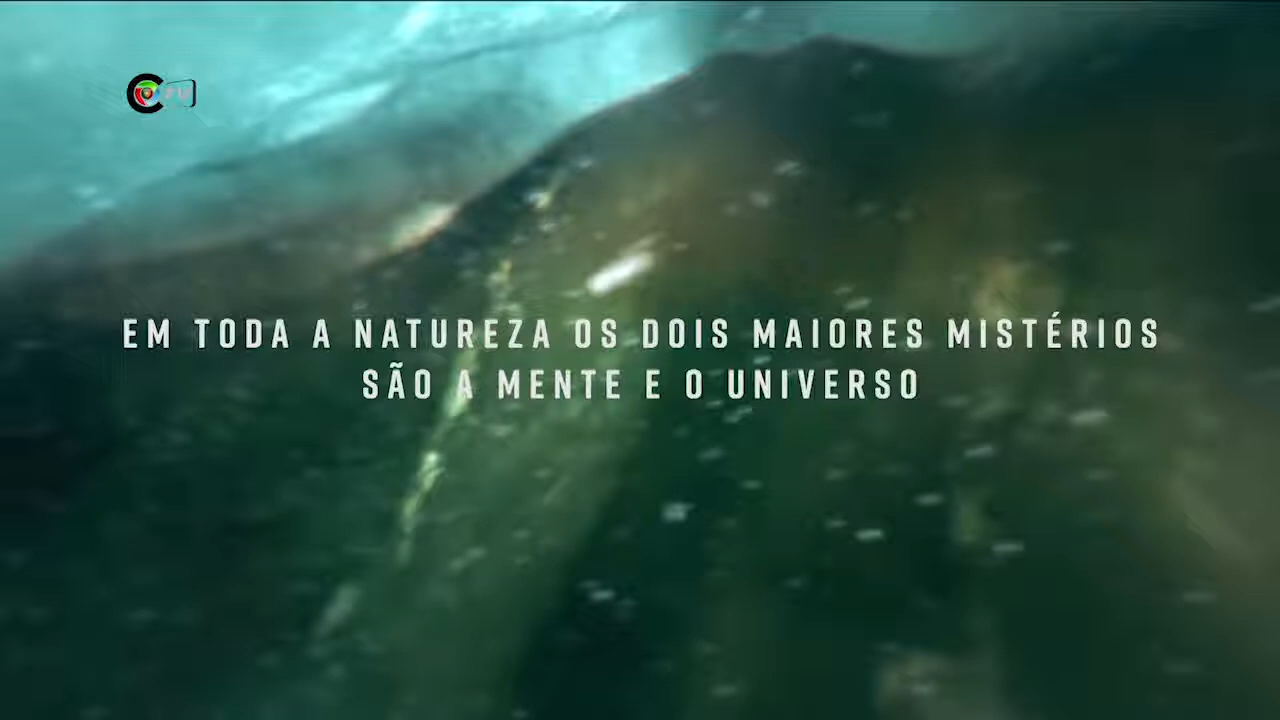 EM TODA A NATUREZA OS DOIS MAIORES MISTÉRIOS
SÃO A MENTE E O UNIVERSO